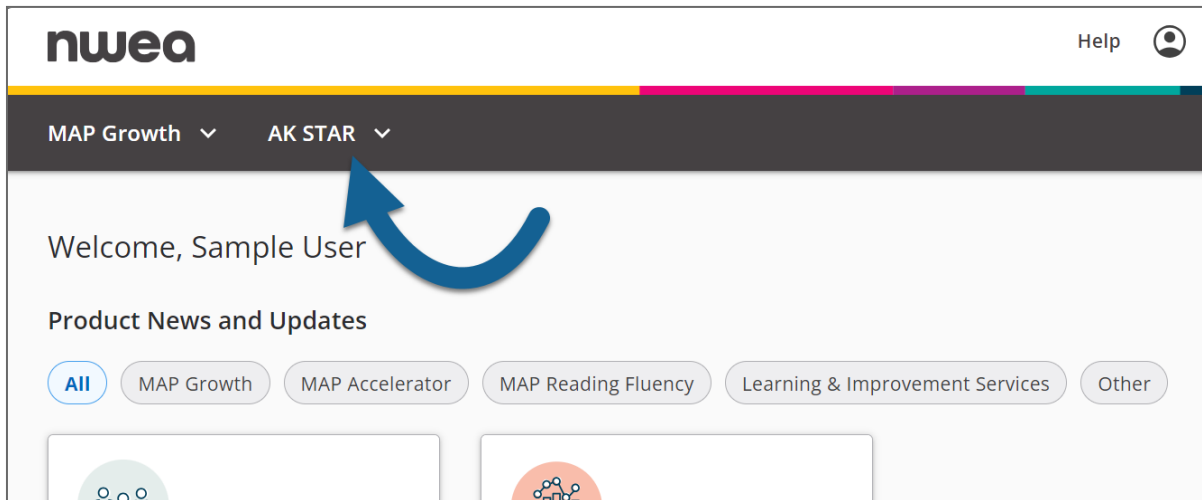 nwea
Help
MAP Growth AK STAR
Welcome, Sample User
Product News and Updates
All MAP Growth MAP Accelerator MAP Reading Fluency Learning & Improvement Services Other